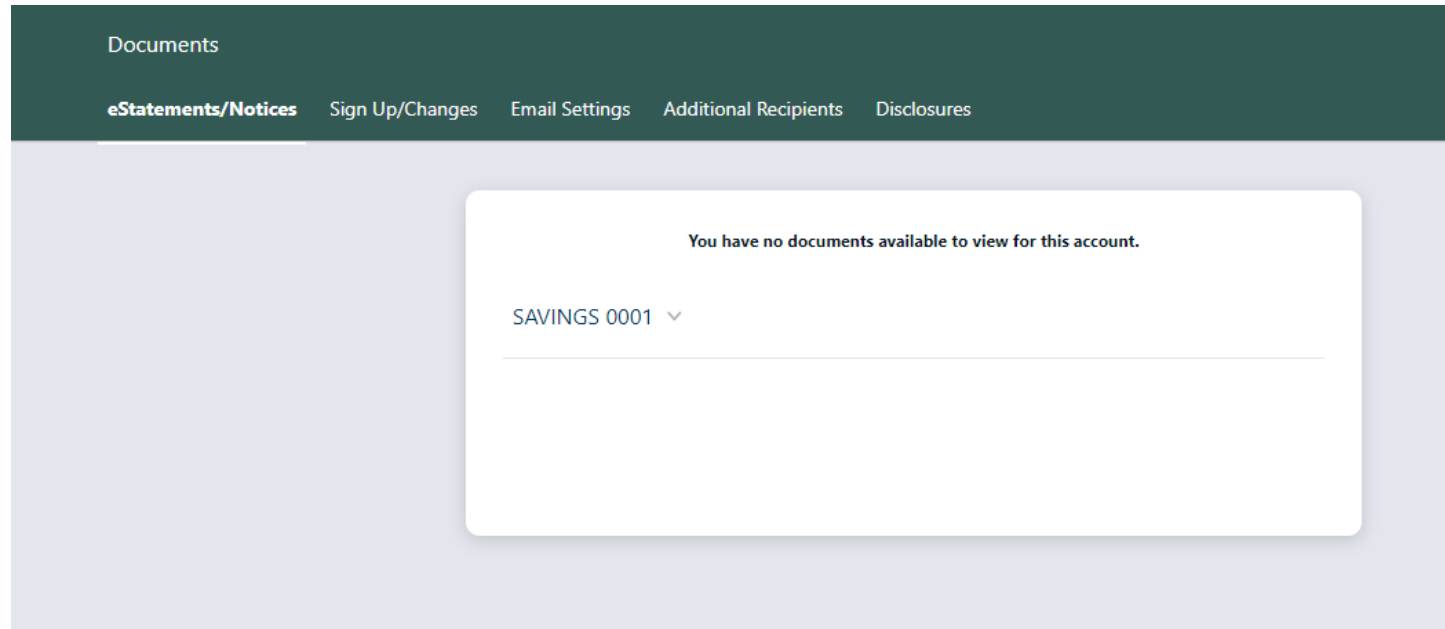 Documents
eStatements/Notices Sign Up/Changes Email Settings Additional Recipients Disclosures
You have no documents available to view for this account.
SAVINGS 0001